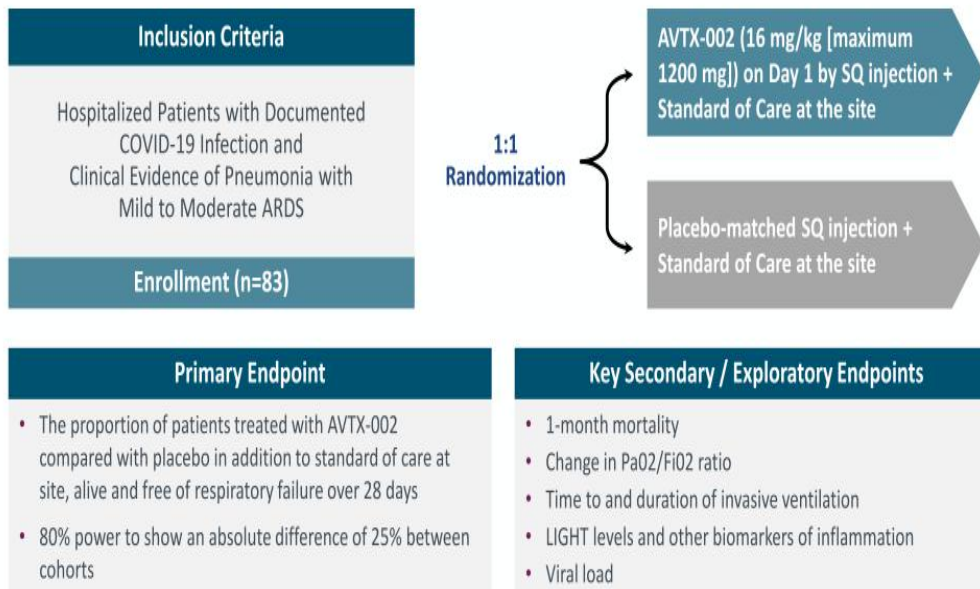 Inclusion Criteria
Hospitalized Patients with Documented
COVID-19 Infection and
Clinical Evidence of Pneumonia with
Mild to Moderate ARDS
Enrollment (n=83)
1:1
Randomization
AVTX-002 (16 mg/kg [maximum
1200 mg]) on Day 1 by SQ injection +
Standard of Care at the site
Placebo-matched SQ injection +
Standard of Care at the site
Primary Endpoint
• The proportion of patients treated with AVTX-002
compared with placebo in addition to standard of care at
site, alive and free of respiratory failure over 28 days
• 80% power to show an absolute difference of 25% between
cohorts
Key Secondary / Exploratory Endpoints
• 1-month mortality
• Change in Pa02/Fi02 ratio
• Time to and duration of invasive ventilation
• LIGHT levels and other biomarkers of inflammation
• Viral load